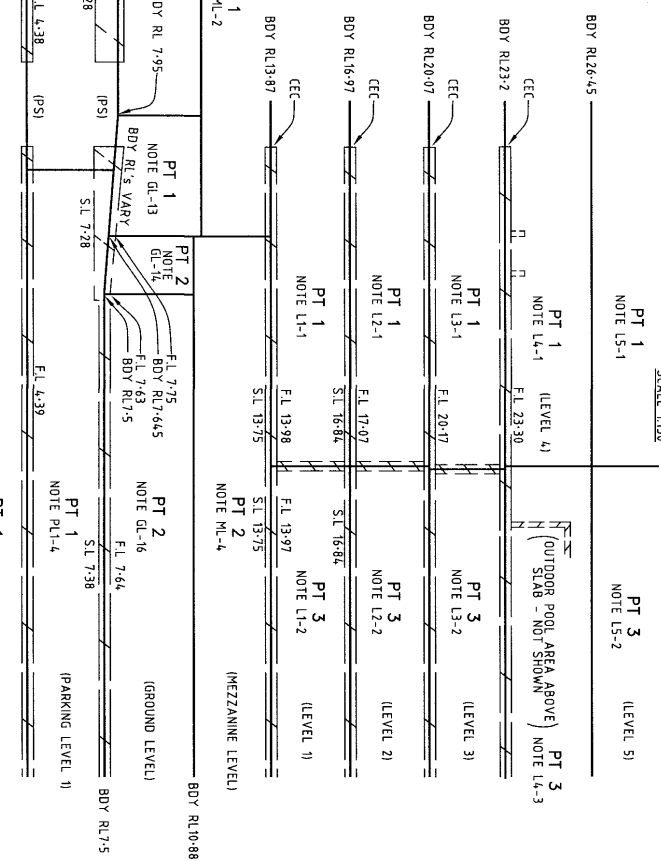 SCALE 1:150
BDY RL26·45
PT 1
NOTE L5-1
PT 3
NOTE L5-2
(LEVEL 5)
BDY RL23·2
CEC
PT 1
NOTE L4-1
(LEVEL 4)
F.L 23·30
(OUTDOOR POOL AREA ABOVE)
SLAB - NOT SHOWN
PT 3
NOTE L4-3
BDY RL20·07
CEC
PT 1
NOTE L3-1
F.L 20·17
PT 3
NOTE L3-2
(LEVEL 3)
BDY RL16·97
CEC
PT 1
NOTE L2-1
F.L 17·07
S.L 16·84
S.L 16·84
PT 3
NOTE L2-2
(LEVEL 2)
BDY RL13·87
CEC
PT 1
NOTE L1-1
F.L 13·98
S.L 13·75
F.L 13·97
S.L 13·75
PT 3
NOTE L1-2
(LEVEL 1)
1
ML-2
PT 2
NOTE ML-4
(MEZZANINE LEVEL)
BDY RL10·88
BDY RL 7·95
PT 1
NOTE GL-13
BDY RL's VARY
PT 2
NOTE
GL-14
F.L 7·75
BDY RL7·645
F.L 7·63
BDY RL7·5
S.L 7·28
PT 2
NOTE GL-16
F.L 7·64
S.L 7·38
(GROUND LEVEL)
BDY RL7·5
·28
(PS)
(PS)
F.L 4·38
F.L 4·39
PT 1
NOTE PL1-4
(PARKING LEVEL 1)
PT 1